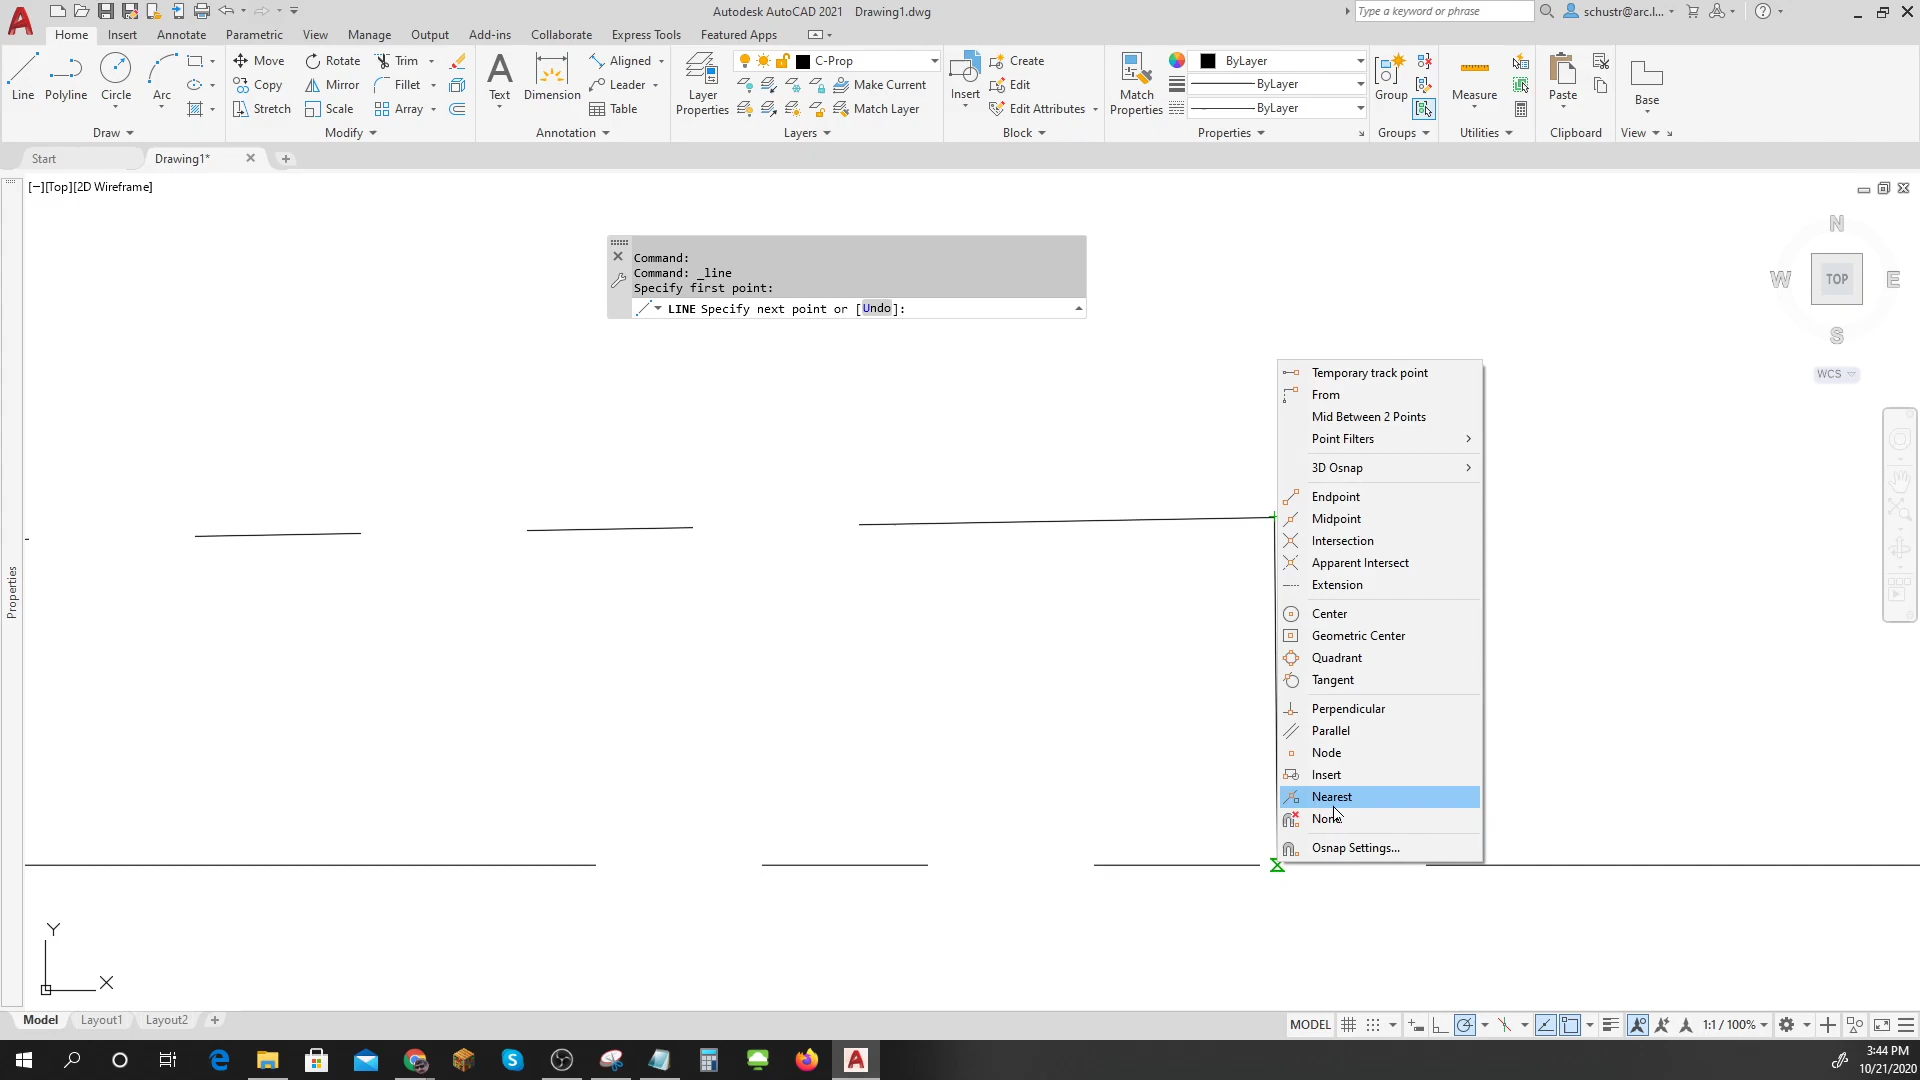 Autodesk AutoCAD 2021 Drawing1.dwg
Type a keyword or phrase
schustr@arc.l...
Home Insert Annotate Parametric View Manage Output Add-ins Collaborate Express Tools Featured Apps
Line Polyline Circle Arc
Move Rotate Trim
Copy Mirror Fillet
Stretch Scale Array
Text Dimension
Aligned
Leader
Table
Layer Properties
C-Prop
Make Current
Match Layer
Insert
Create
Edit
Edit Attributes
Match Properties
ByLayer
ByLayer
ByLayer
Group
Measure
Paste
Base
Draw Modify Annotation Layers Block Properties Groups Utilities Clipboard View
Start Drawing1*
[−][Top][2D Wireframe]
N
W TOP E
S
WCS
Command:
Command: _line
Specify first point:
LINE Specify next point or [Undo]:
Temporary track point
From
Mid Between 2 Points
Point Filters
3D Osnap
Endpoint
Midpoint
Intersection
Apparent Intersect
Extension
Center
Geometric Center
Quadrant
Tangent
Perpendicular
Parallel
Node
Insert
Nearest
None
Osnap Settings...
Properties
Y
X
Model Layout1 Layout2
MODEL 1:1 / 100%
3:44 PM
10/21/2020